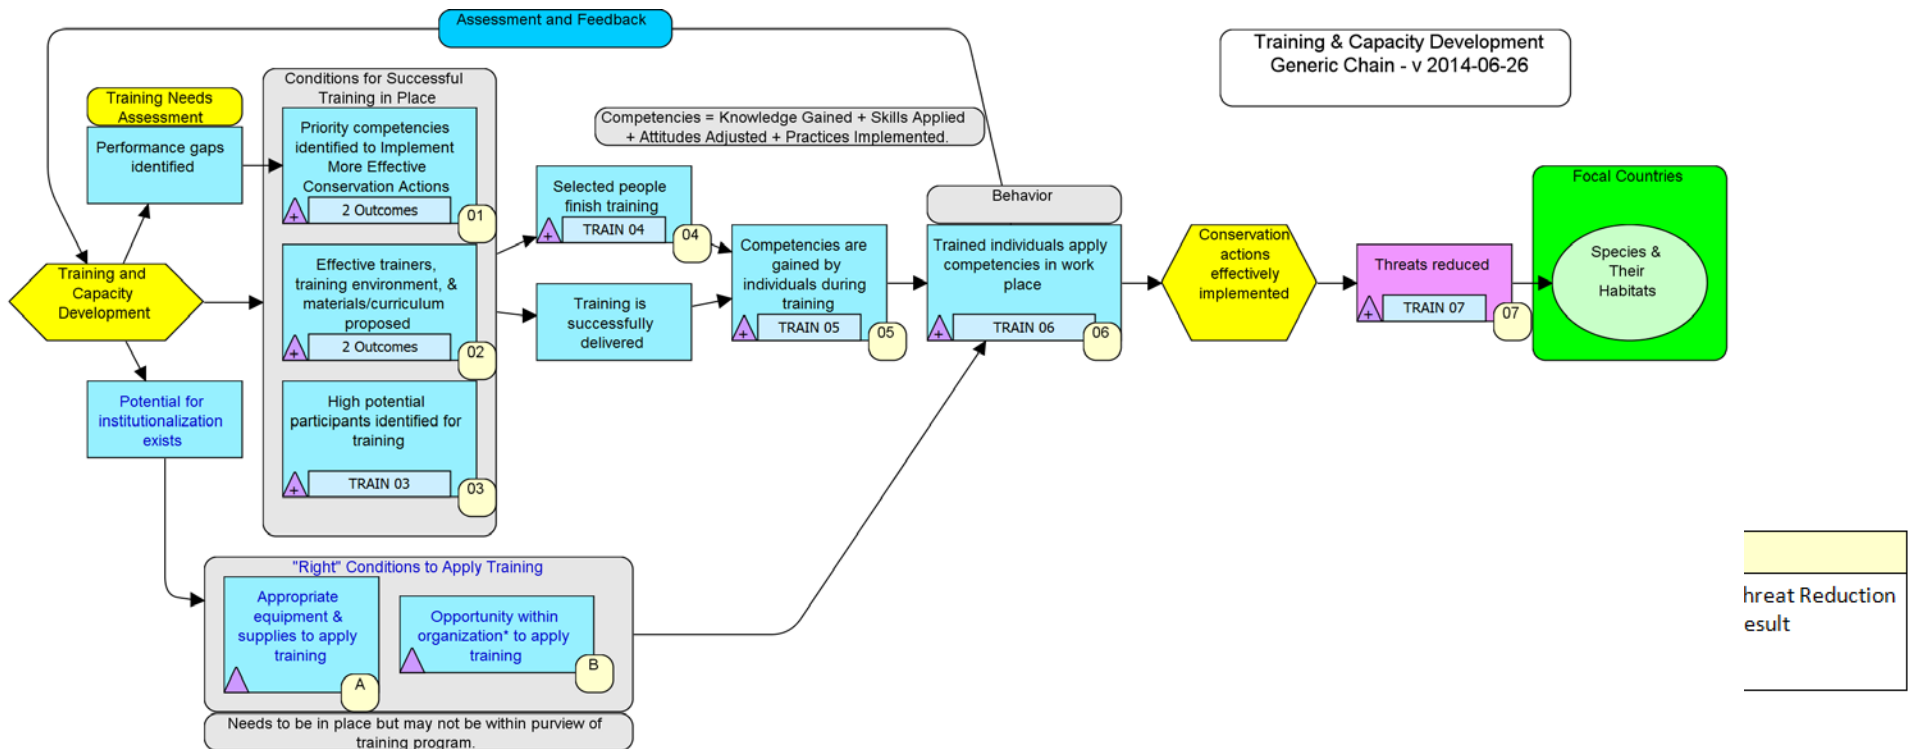 Assessment and Feedback
Training & Capacity Development
Generic Chain - v 2014-06-26
Training Needs
Assessment
Performance gaps
identified
Conditions for Successful
Training in Place
Priority competencies
identified to Implement
More Effective
Conservation Actions
+
2 Outcomes
01
Effective trainers,
training environment, &
materials/curriculum
proposed
+
2 Outcomes
02
High potential
participants identified for
training
+
TRAIN 03
03
Competencies = Knowledge Gained + Skills Applied
+ Attitudes Adjusted + Practices Implemented.
Training and
Capacity
Development
Potential for
institutionalization
exists
Selected people
finish training
+
TRAIN 04
04
Training is
successfully
delivered
Competencies are
gained by
individuals during
training
+
TRAIN 05
05
Behavior
Trained individuals apply
competencies in work
place
+
TRAIN 06
06
Conservation
actions
effectively
implemented
Threats reduced
+
TRAIN 07
07
Focal Countries
Species &
Their
Habitats
"Right" Conditions to Apply Training
Appropriate
equipment &
supplies to apply
training
A
Opportunity within
organization* to apply
training
B
Needs to be in place but may not be within purview of
training program.
hreat Reduction
esult